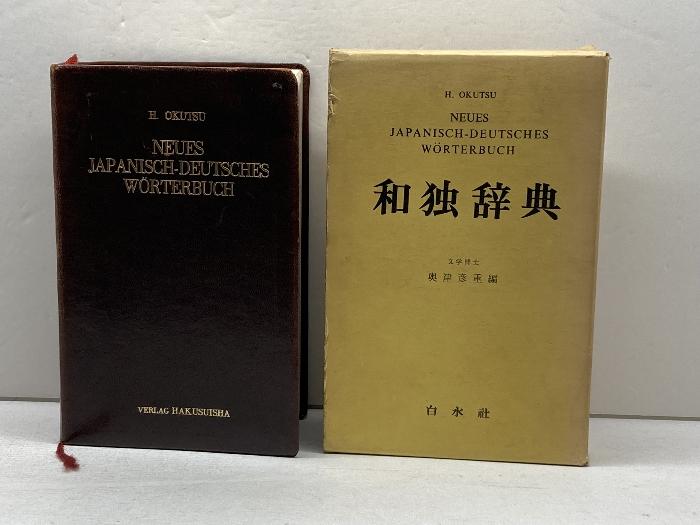 H. OKUTSU
NEUES
JAPANISCH-DEUTSCHES
WÖRTERBUCH
VERLAG HAKUSUISHA
H. OKUTSU
NEUES
JAPANISCH-DEUTSCHES
WÖRTERBUCH
和独辞典
文学博士
奥津彦重編
白水社